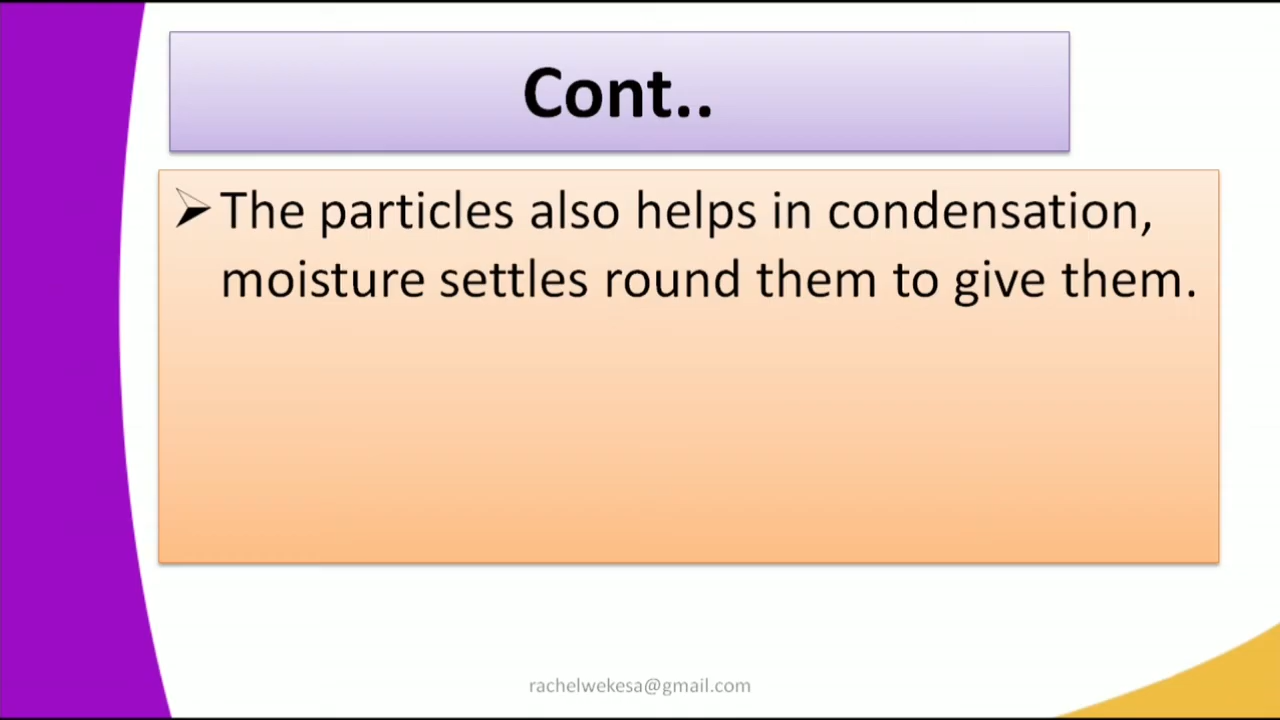 Cont..
The particles also helps in condensation,
moisture settles round them to give them.
rachelwekesa@gmail.com